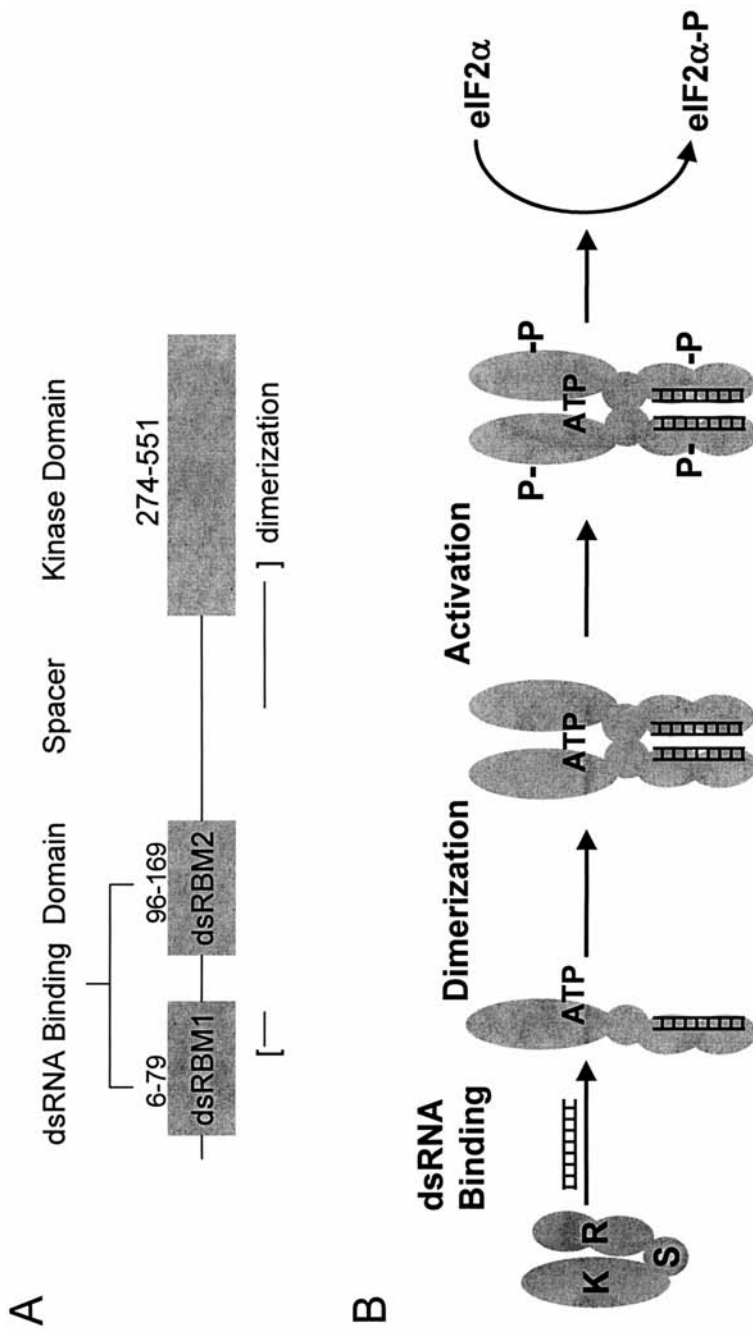 A
dsRNA Binding Domain
Spacer
Kinase Domain
6-79
96-169
274-551
dsRBM1
dsRBM2
[
] dimerization
B
dsRNA
Binding
Dimerization
Activation
K
R
S
ATP
ATP
P-
-P
ATP
P-
-P
eIF2α
eIF2α-P